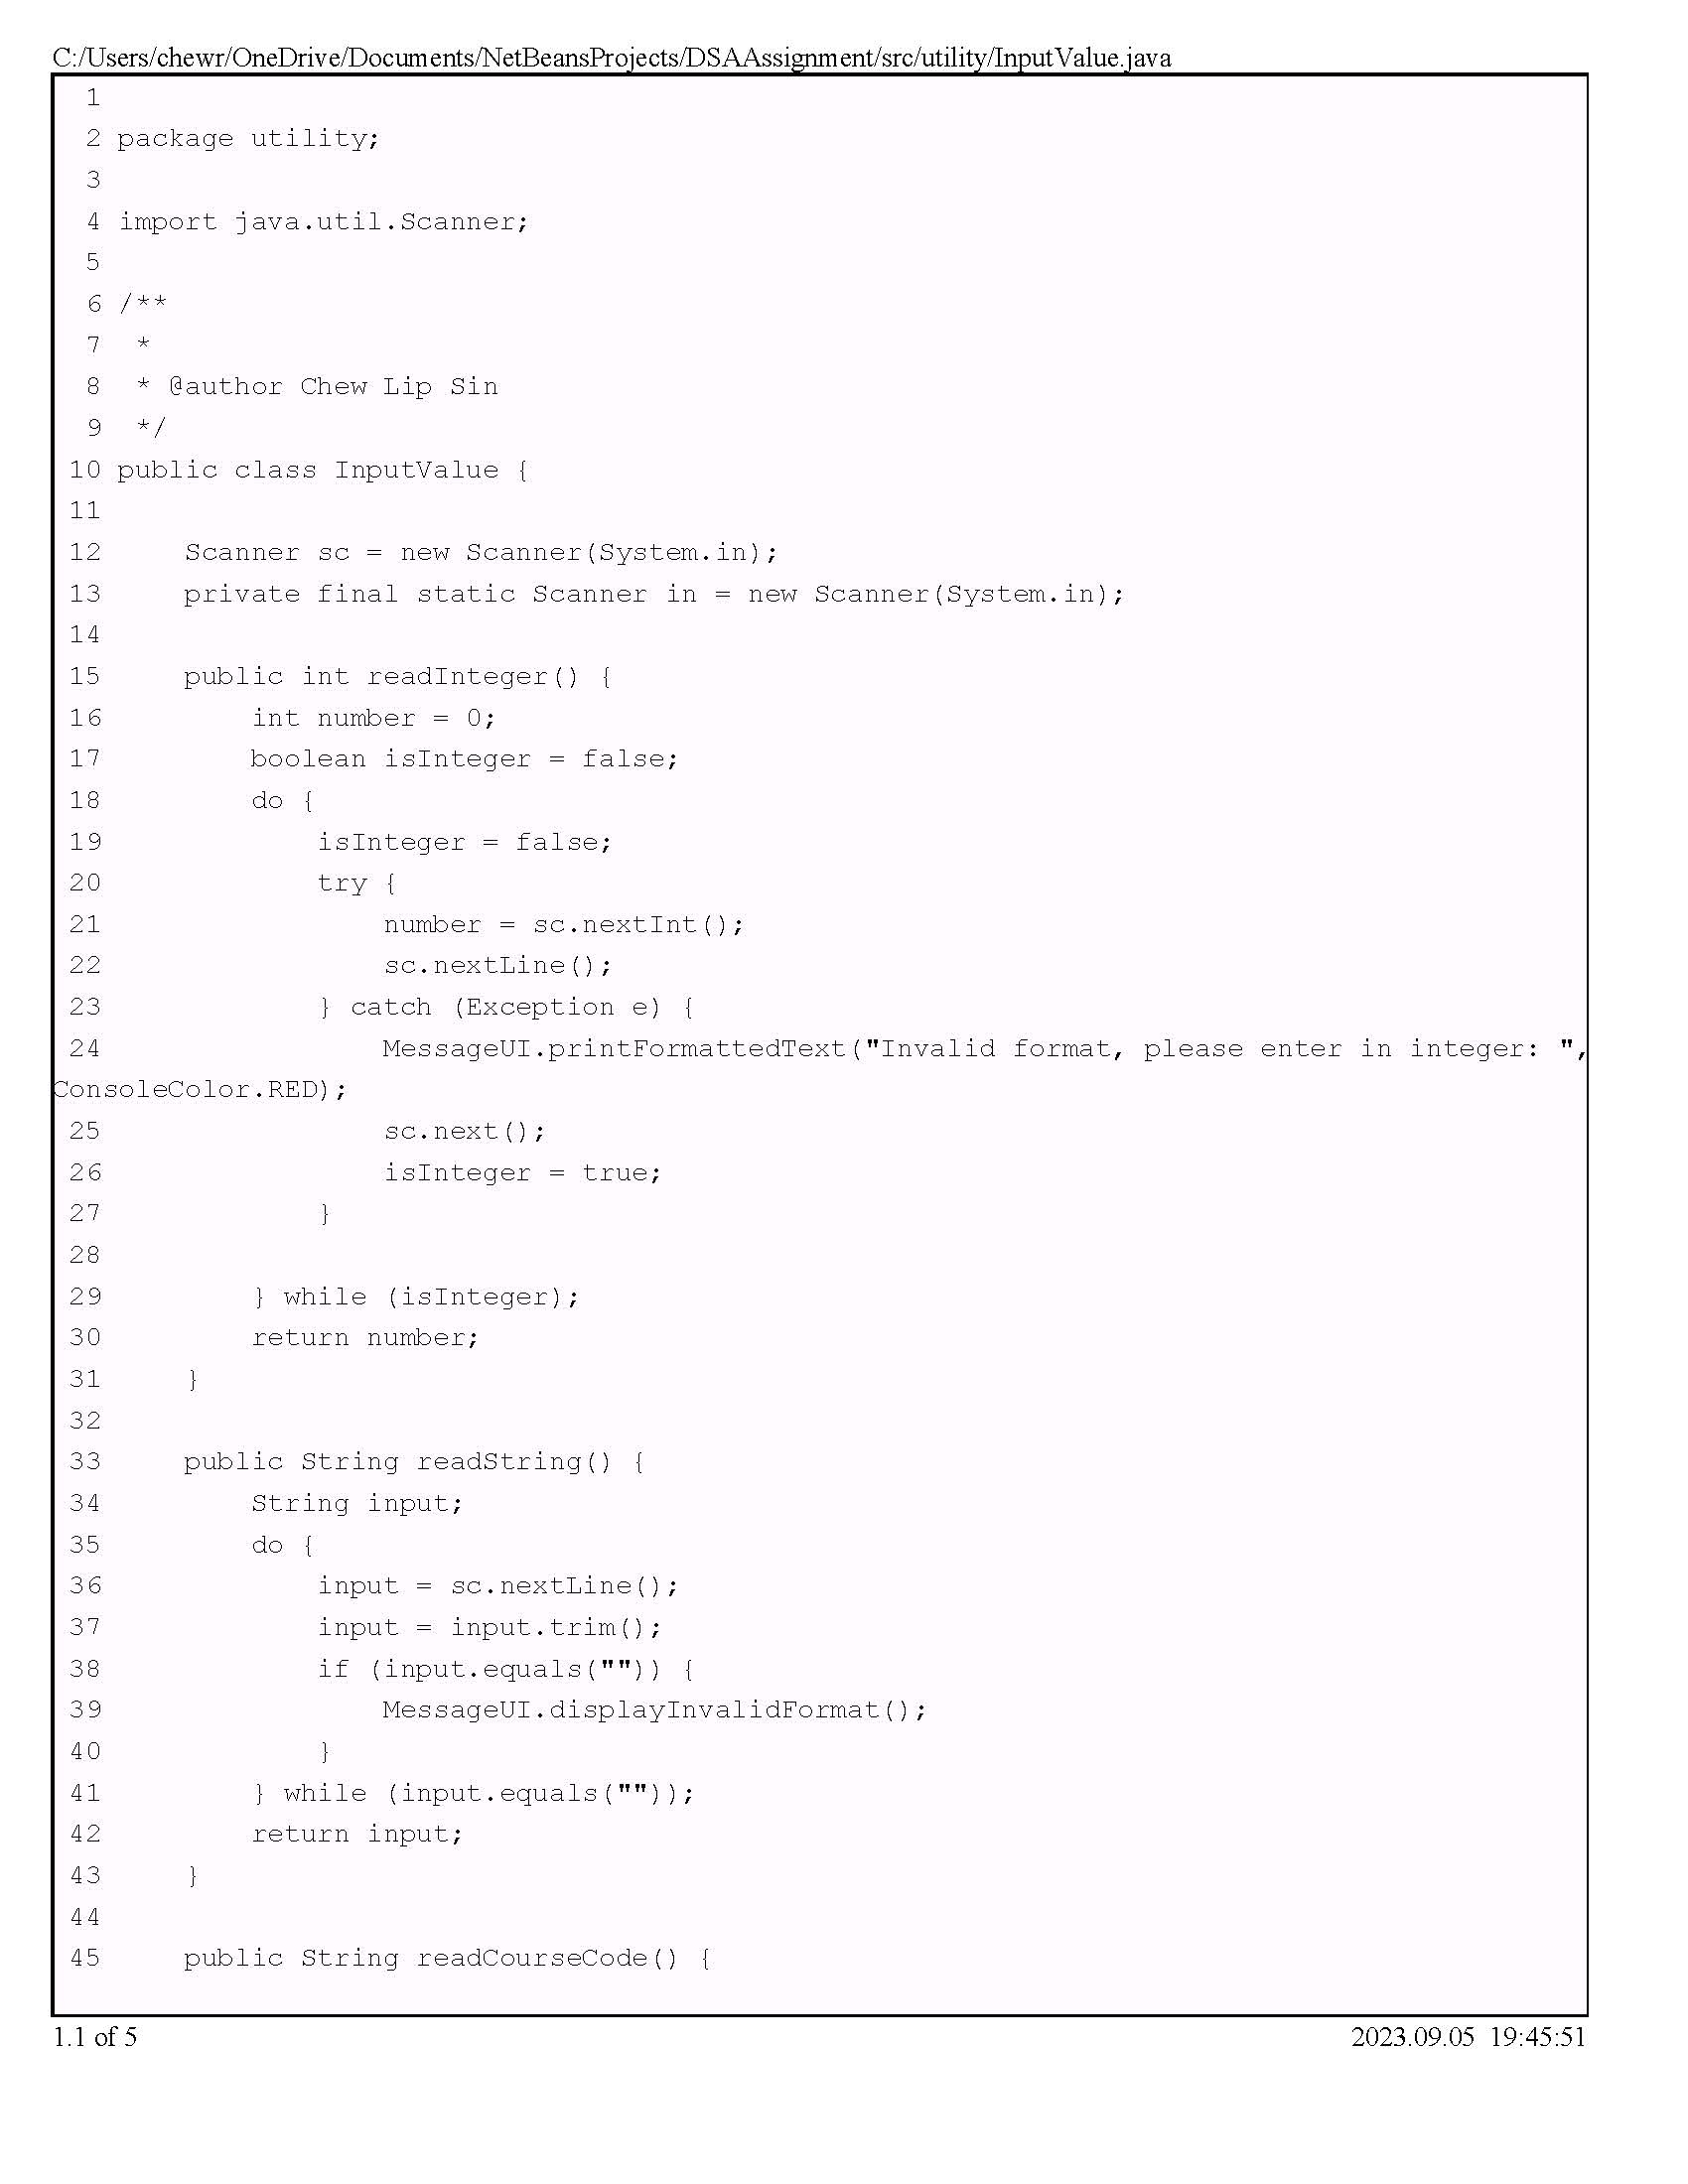 C:/Users/chewr/OneDrive/Documents/NetBeansProjects/DSAAssignment/src/utility/InputValue.java
1
2 package utility;
3
4 import java.util.Scanner;
5
6 /**
7  *
8  * @author Chew Lip Sin
9  */
10 public class InputValue {
11
12     Scanner sc = new Scanner(System.in);
13     private final static Scanner in = new Scanner(System.in);
14
15     public int readInteger() {
16         int number = 0;
17         boolean isInteger = false;
18         do {
19             isInteger = false;
20             try {
21                 number = sc.nextInt();
22                 sc.nextLine();
23             } catch (Exception e) {
24                 MessageUI.printFormattedText("Invalid format, please enter in integer: ",
ConsoleColor.RED);
25                 sc.next();
26                 isInteger = true;
27             }
28
29         } while (isInteger);
30         return number;
31     }
32
33     public String readString() {
34         String input;
35         do {
36             input = sc.nextLine();
37             input = input.trim();
38             if (input.equals("")) {
39                 MessageUI.displayInvalidFormat();
40             }
41         } while (input.equals(""));
42         return input;
43     }
44
45     public String readCourseCode() {
1.1 of 5 2023.09.05 19:45:51